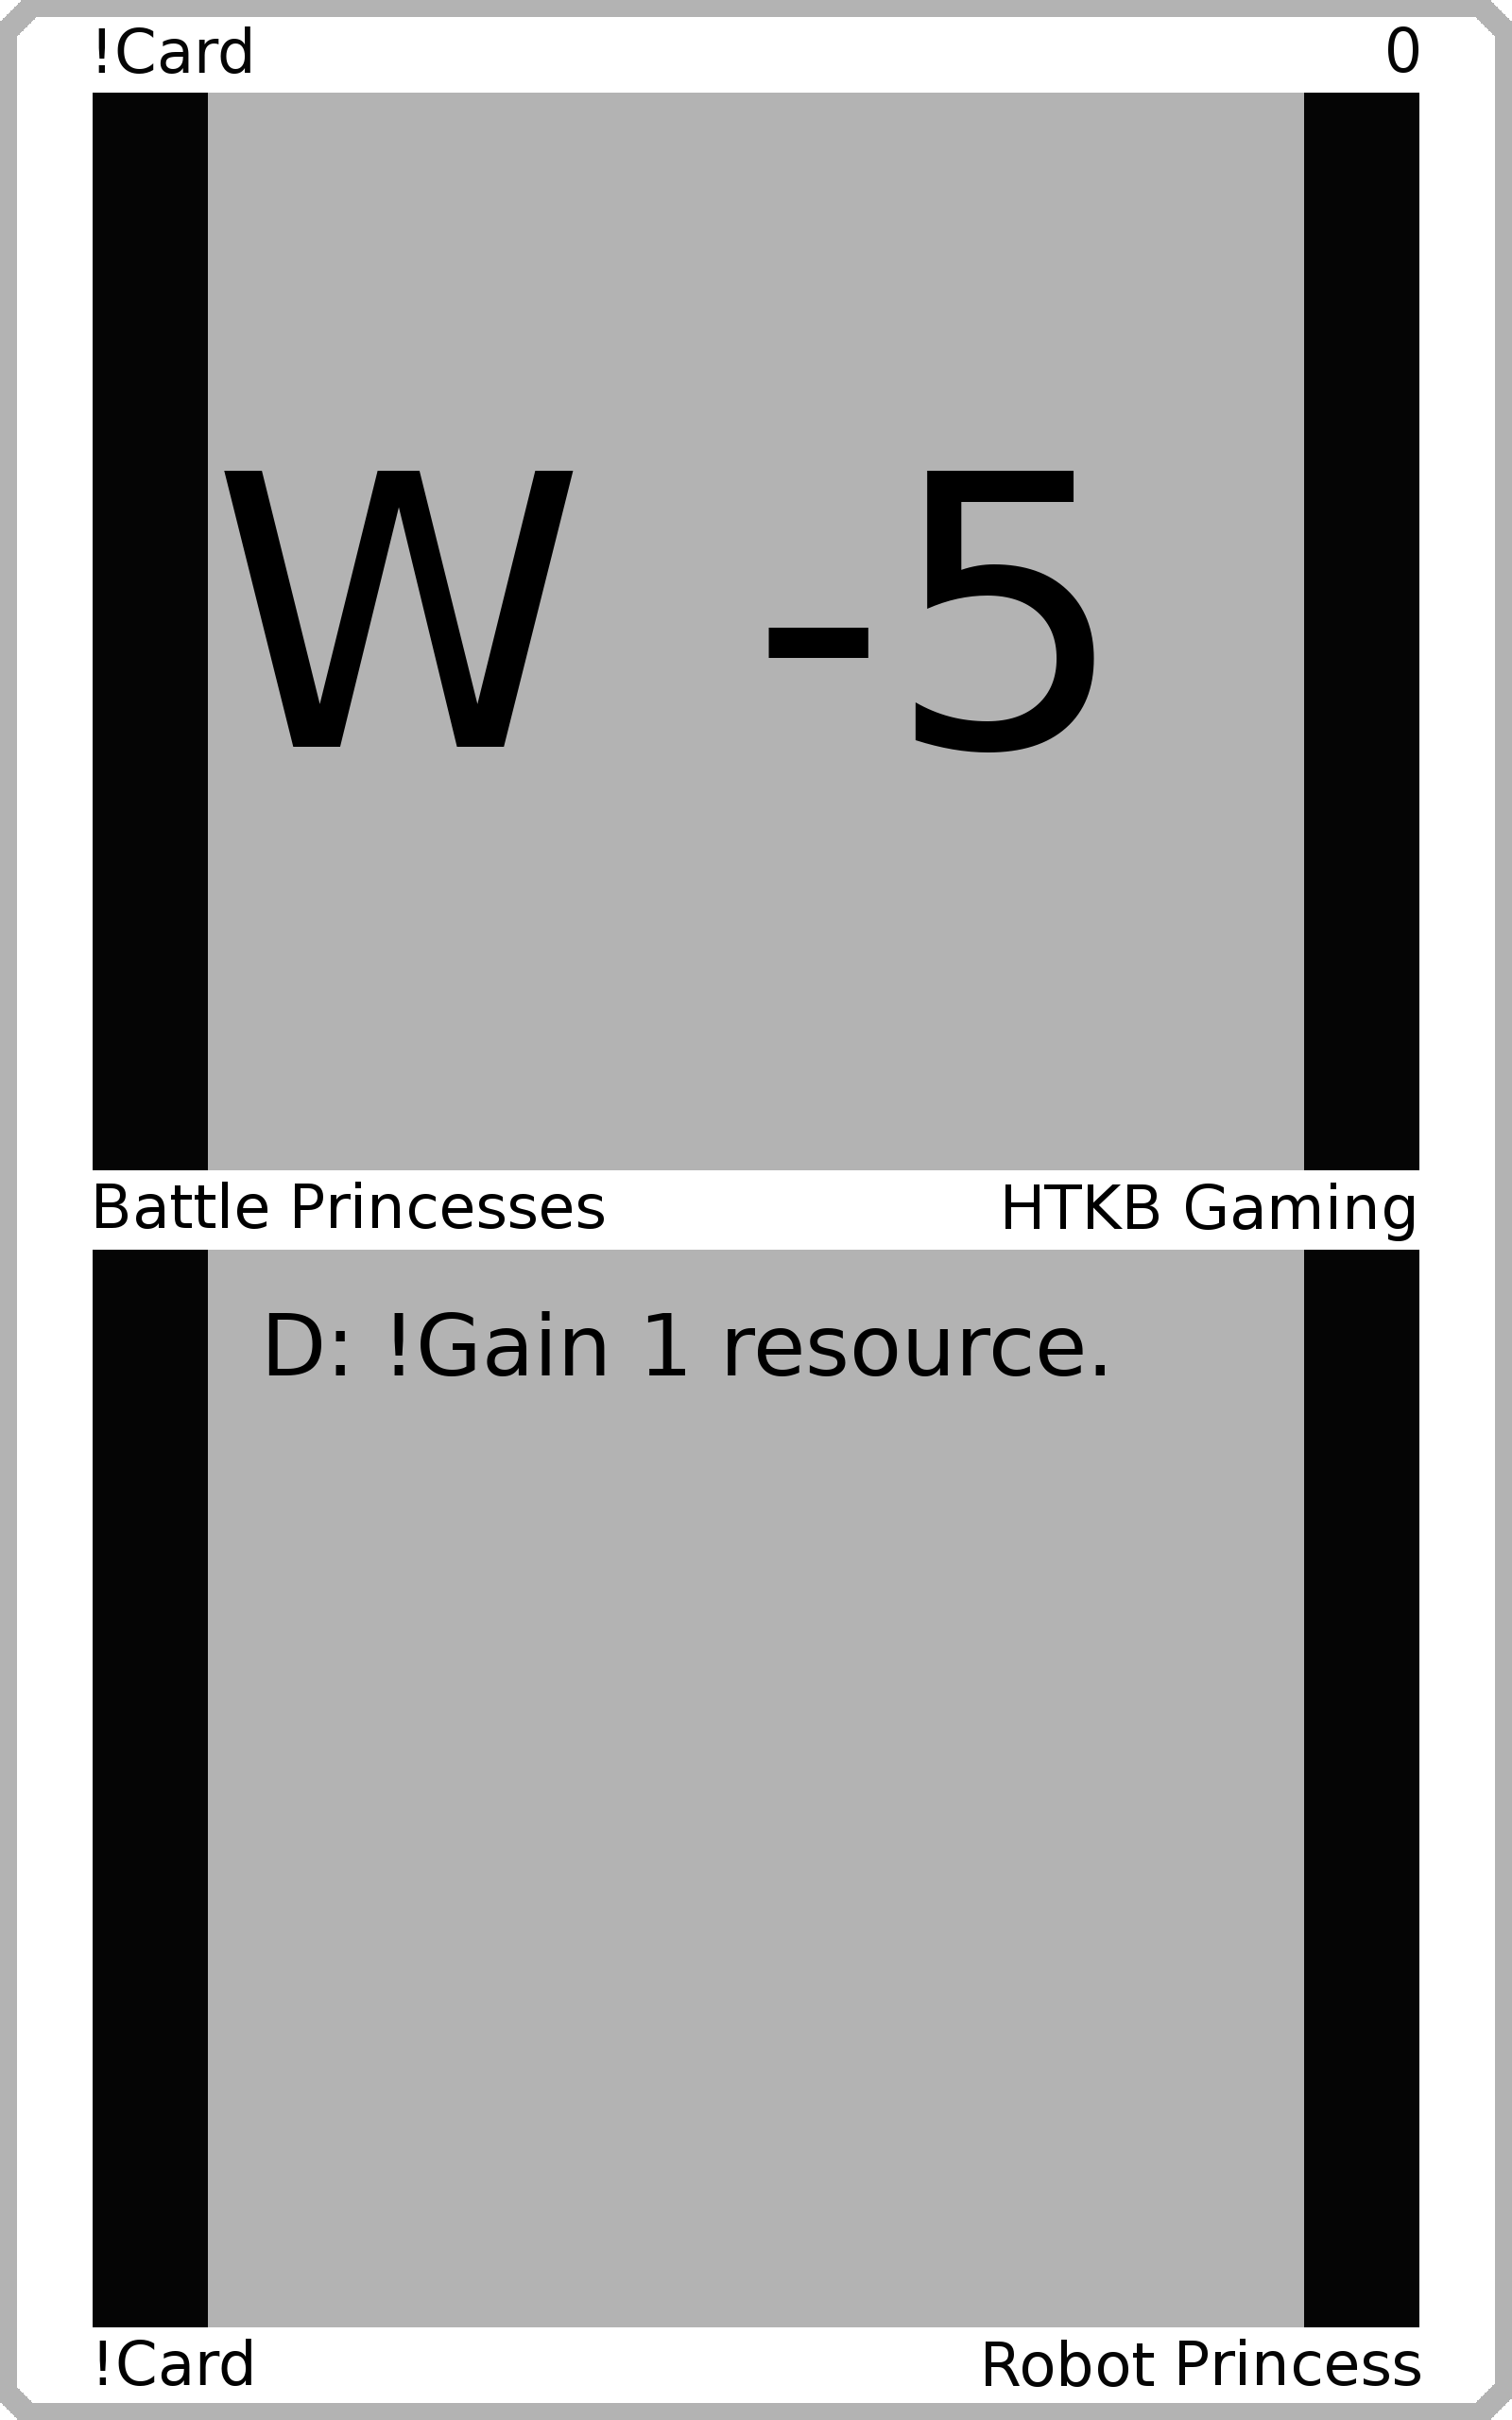 !Card 0
W -5
Battle Princesses HTKB Gaming
D: !Gain 1 resource.
!Card Robot Princess